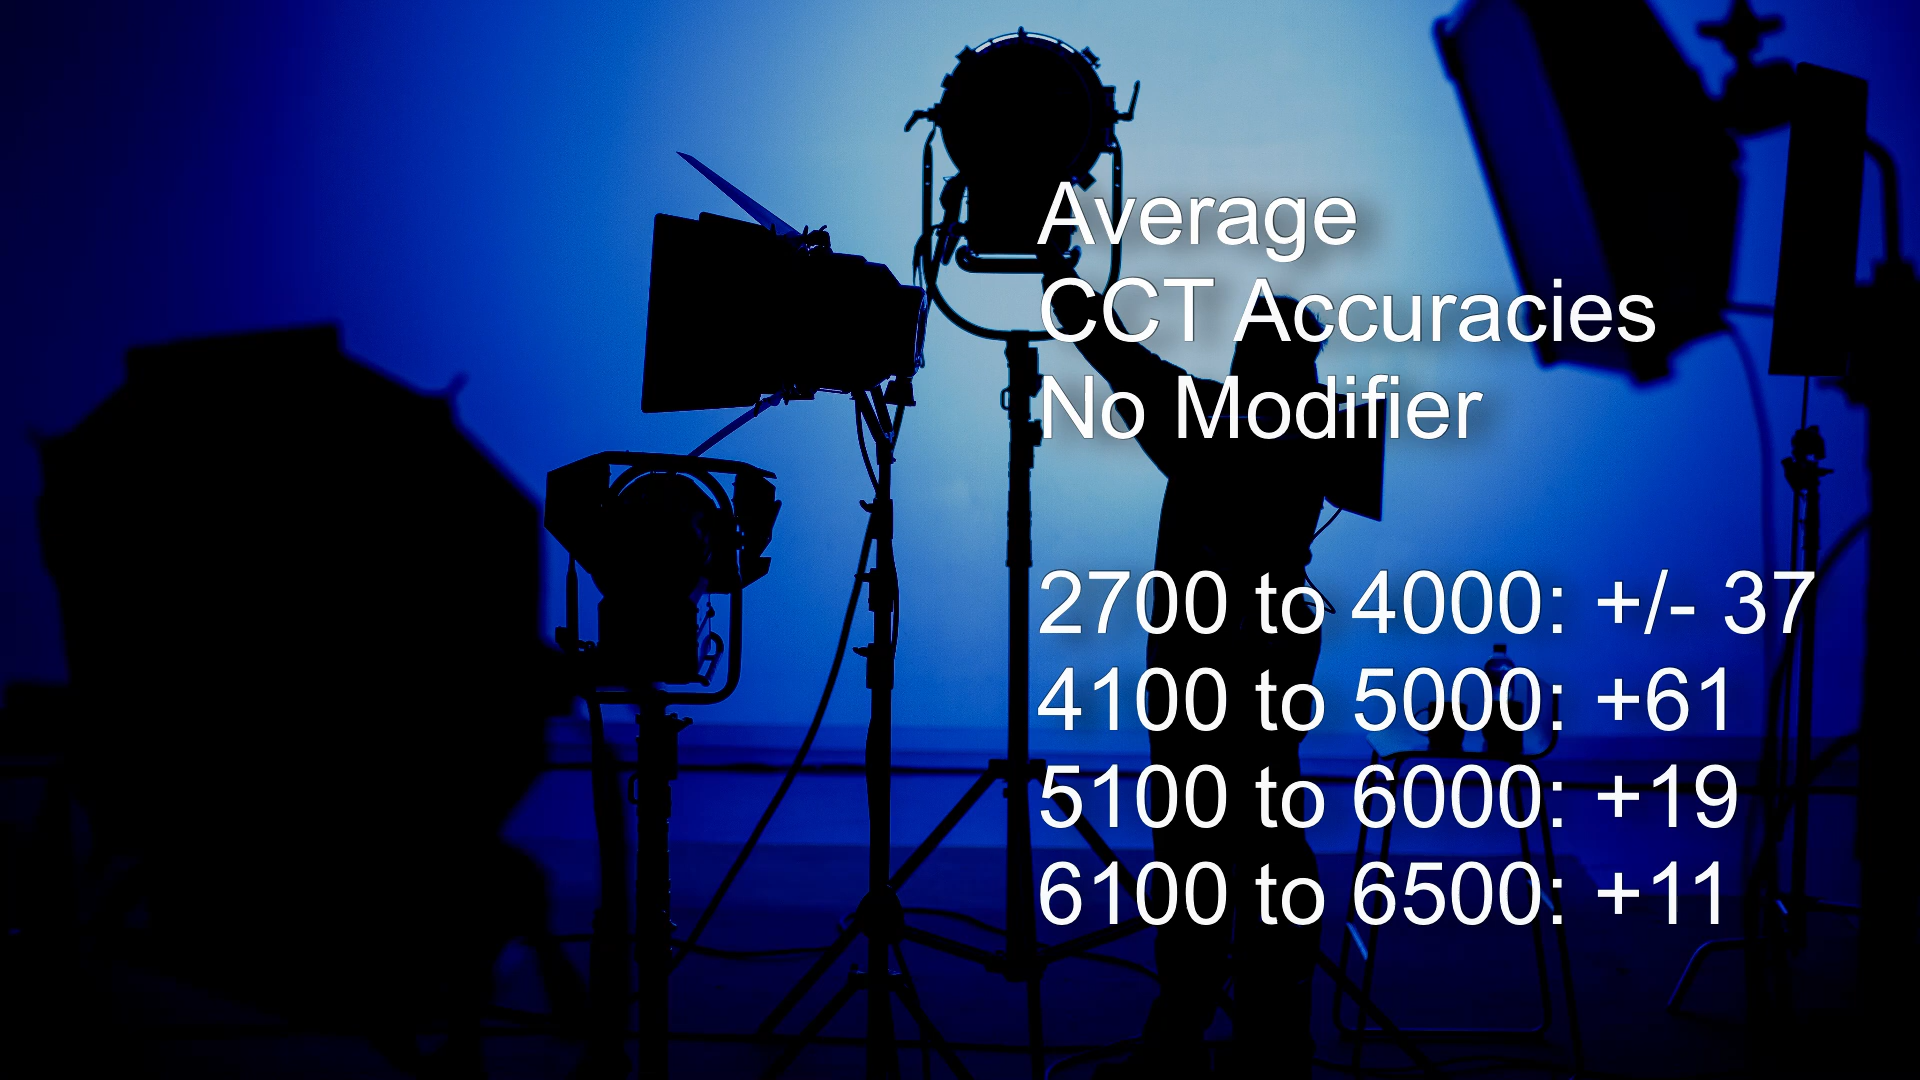 Average
CCT Accuracies
No Modifier
2700 to 4000: +/- 37
4100 to 5000: +61
5100 to 6000: +19
6100 to 6500: +11